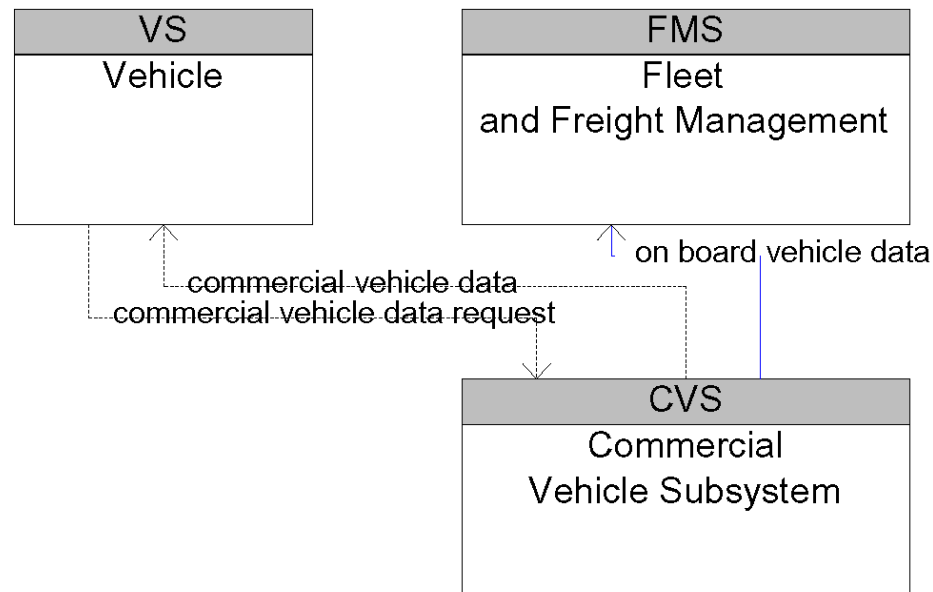 VS
Vehicle
FMS
Fleet
and Freight Management
on board vehicle data
commercial vehicle data
commercial vehicle data request
CVS
Commercial
Vehicle Subsystem